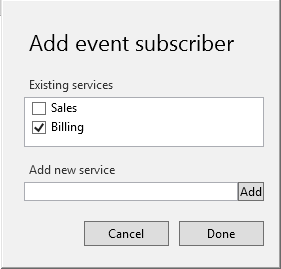 Add event subscriber
Existing services
Sales
Billing
Add new service
Add
Cancel
Done